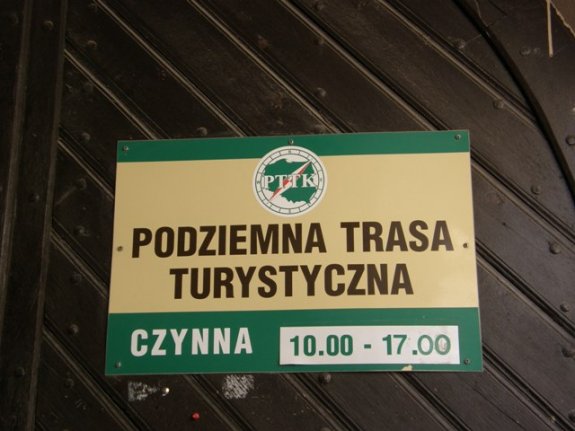 PTTK
PODZIEMNA TRASA
TURYSTYCZNA
CZYNNA 10.00 - 17.00